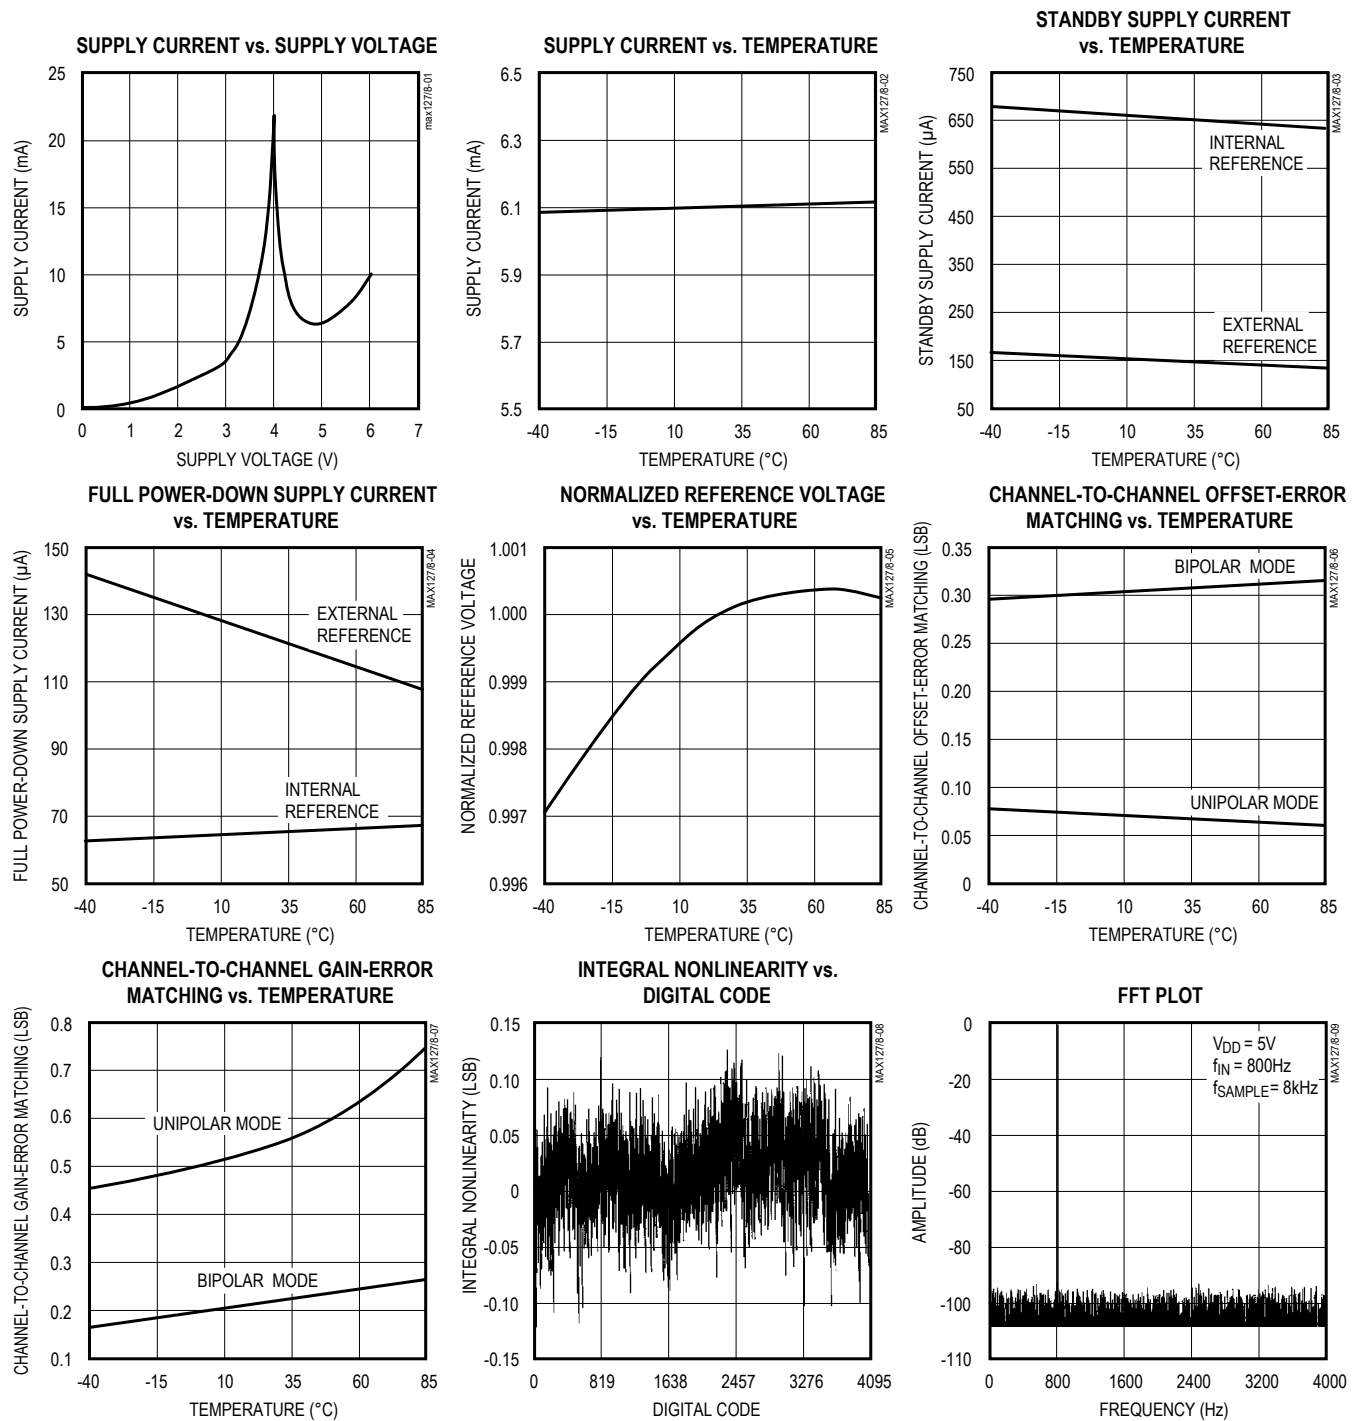 SUPPLY CURRENT vs. SUPPLY VOLTAGE
max127/8-01
SUPPLY CURRENT (mA)
25
20
15
10
5
0
0 1 2 3 4 5 6 7
SUPPLY VOLTAGE (V)
SUPPLY CURRENT vs. TEMPERATURE
MAX127/8-02
SUPPLY CURRENT (mA)
6.5
6.3
6.1
5.9
5.7
5.5
-40 -15 10 35 60 85
TEMPERATURE (°C)
STANDBY SUPPLY CURRENT
vs. TEMPERATURE
MAX127/8-03
STANDBY SUPPLY CURRENT (µA)
750
650
550
450
350
250
150
50
INTERNAL
REFERENCE
EXTERNAL
REFERENCE
-40 -15 10 35 60 85
TEMPERATURE (°C)
FULL POWER-DOWN SUPPLY CURRENT
vs. TEMPERATURE
MAX127/8-04
FULL POWER-DOWN SUPPLY CURRENT (µA)
150
130
110
90
70
50
EXTERNAL
REFERENCE
INTERNAL
REFERENCE
-40 -15 10 35 60 85
TEMPERATURE (°C)
NORMALIZED REFERENCE VOLTAGE
vs. TEMPERATURE
MAX127/8-05
NORMALIZED REFERENCE VOLTAGE
1.001
1.000
0.999
0.998
0.997
0.996
-40 -15 10 35 60 85
TEMPERATURE (°C)
CHANNEL-TO-CHANNEL OFFSET-ERROR
MATCHING vs. TEMPERATURE
MAX127/8-06
CHANNEL-TO-CHANNEL OFFSET-ERROR MATCHING (LSB)
0.35
0.30
0.25
0.20
0.15
0.10
0.05
0
BIPOLAR MODE
UNIPOLAR MODE
-40 -15 10 35 60 85
TEMPERATURE (°C)
CHANNEL-TO-CHANNEL GAIN-ERROR
MATCHING vs. TEMPERATURE
MAX127/8-07
CHANNEL-TO-CHANNEL GAIN-ERROR MATCHING (LSB)
0.8
0.7
0.6
0.5
0.4
0.3
0.2
0.1
UNIPOLAR MODE
BIPOLAR MODE
-40 -15 10 35 60 85
TEMPERATURE (°C)
INTEGRAL NONLINEARITY vs.
DIGITAL CODE
MAX127/8-08
INTEGRAL NONLINEARITY (LSB)
0.15
0.10
0.05
0
-0.05
-0.10
-0.15
0 819 1638 2457 3276 4095
DIGITAL CODE
FFT PLOT
MAX127/8-09
AMPLITUDE (dB)
0
-20
-40
-60
-80
-100
-110
VDD = 5V
fIN = 800Hz
fSAMPLE = 8kHz
0 800 1600 2400 3200 4000
FREQUENCY (Hz)